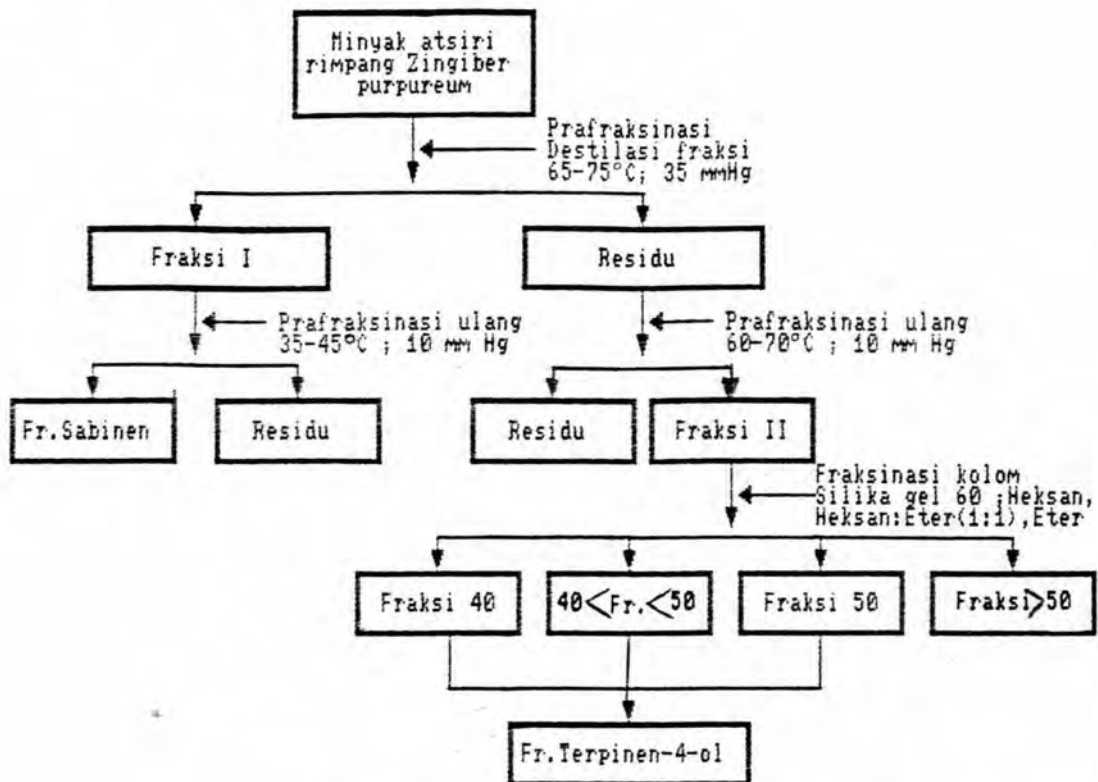 Minyak atsiri
rimpang Zingiber
purpureum
Prafraksinasi
Destilasi fraksi
65-75°C; 35 mmHg
Fraksi I
Residu
Prafraksinasi ulang
35-45°C ; 10 mm Hg
Prafraksinasi ulang
60-70°C ; 10 mm Hg
Fr.Sabinen
Residu
Residu
Fraksi II
Fraksinasi kolom
Silika gel 60 ;Heksan,
Heksan:Eter(1:1),Eter
Fraksi 40
40<Fr.<50
Fraksi 50
Fraksi>50
Fr.Terpinen-4-ol